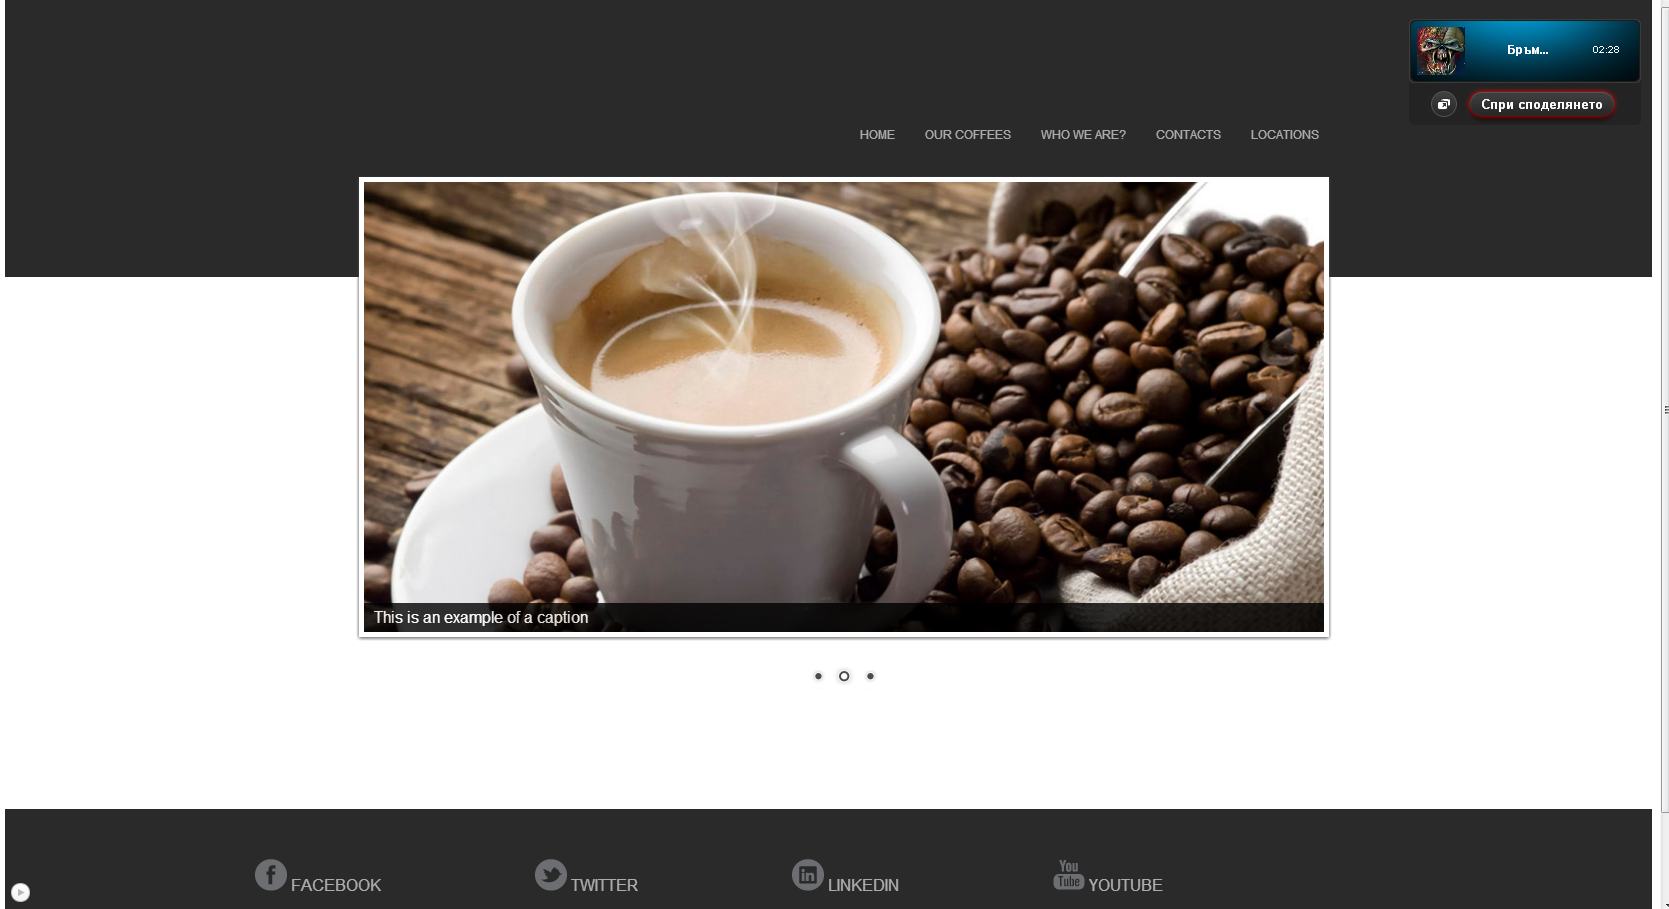 Бръм...
02:28
Спри споделянето
HOME
OUR COFFEES
WHO WE ARE?
CONTACTS
LOCATIONS
This is an example of a caption
FACEBOOK
TWITTER
LINKEDIN
You
Tube
YOUTUBE